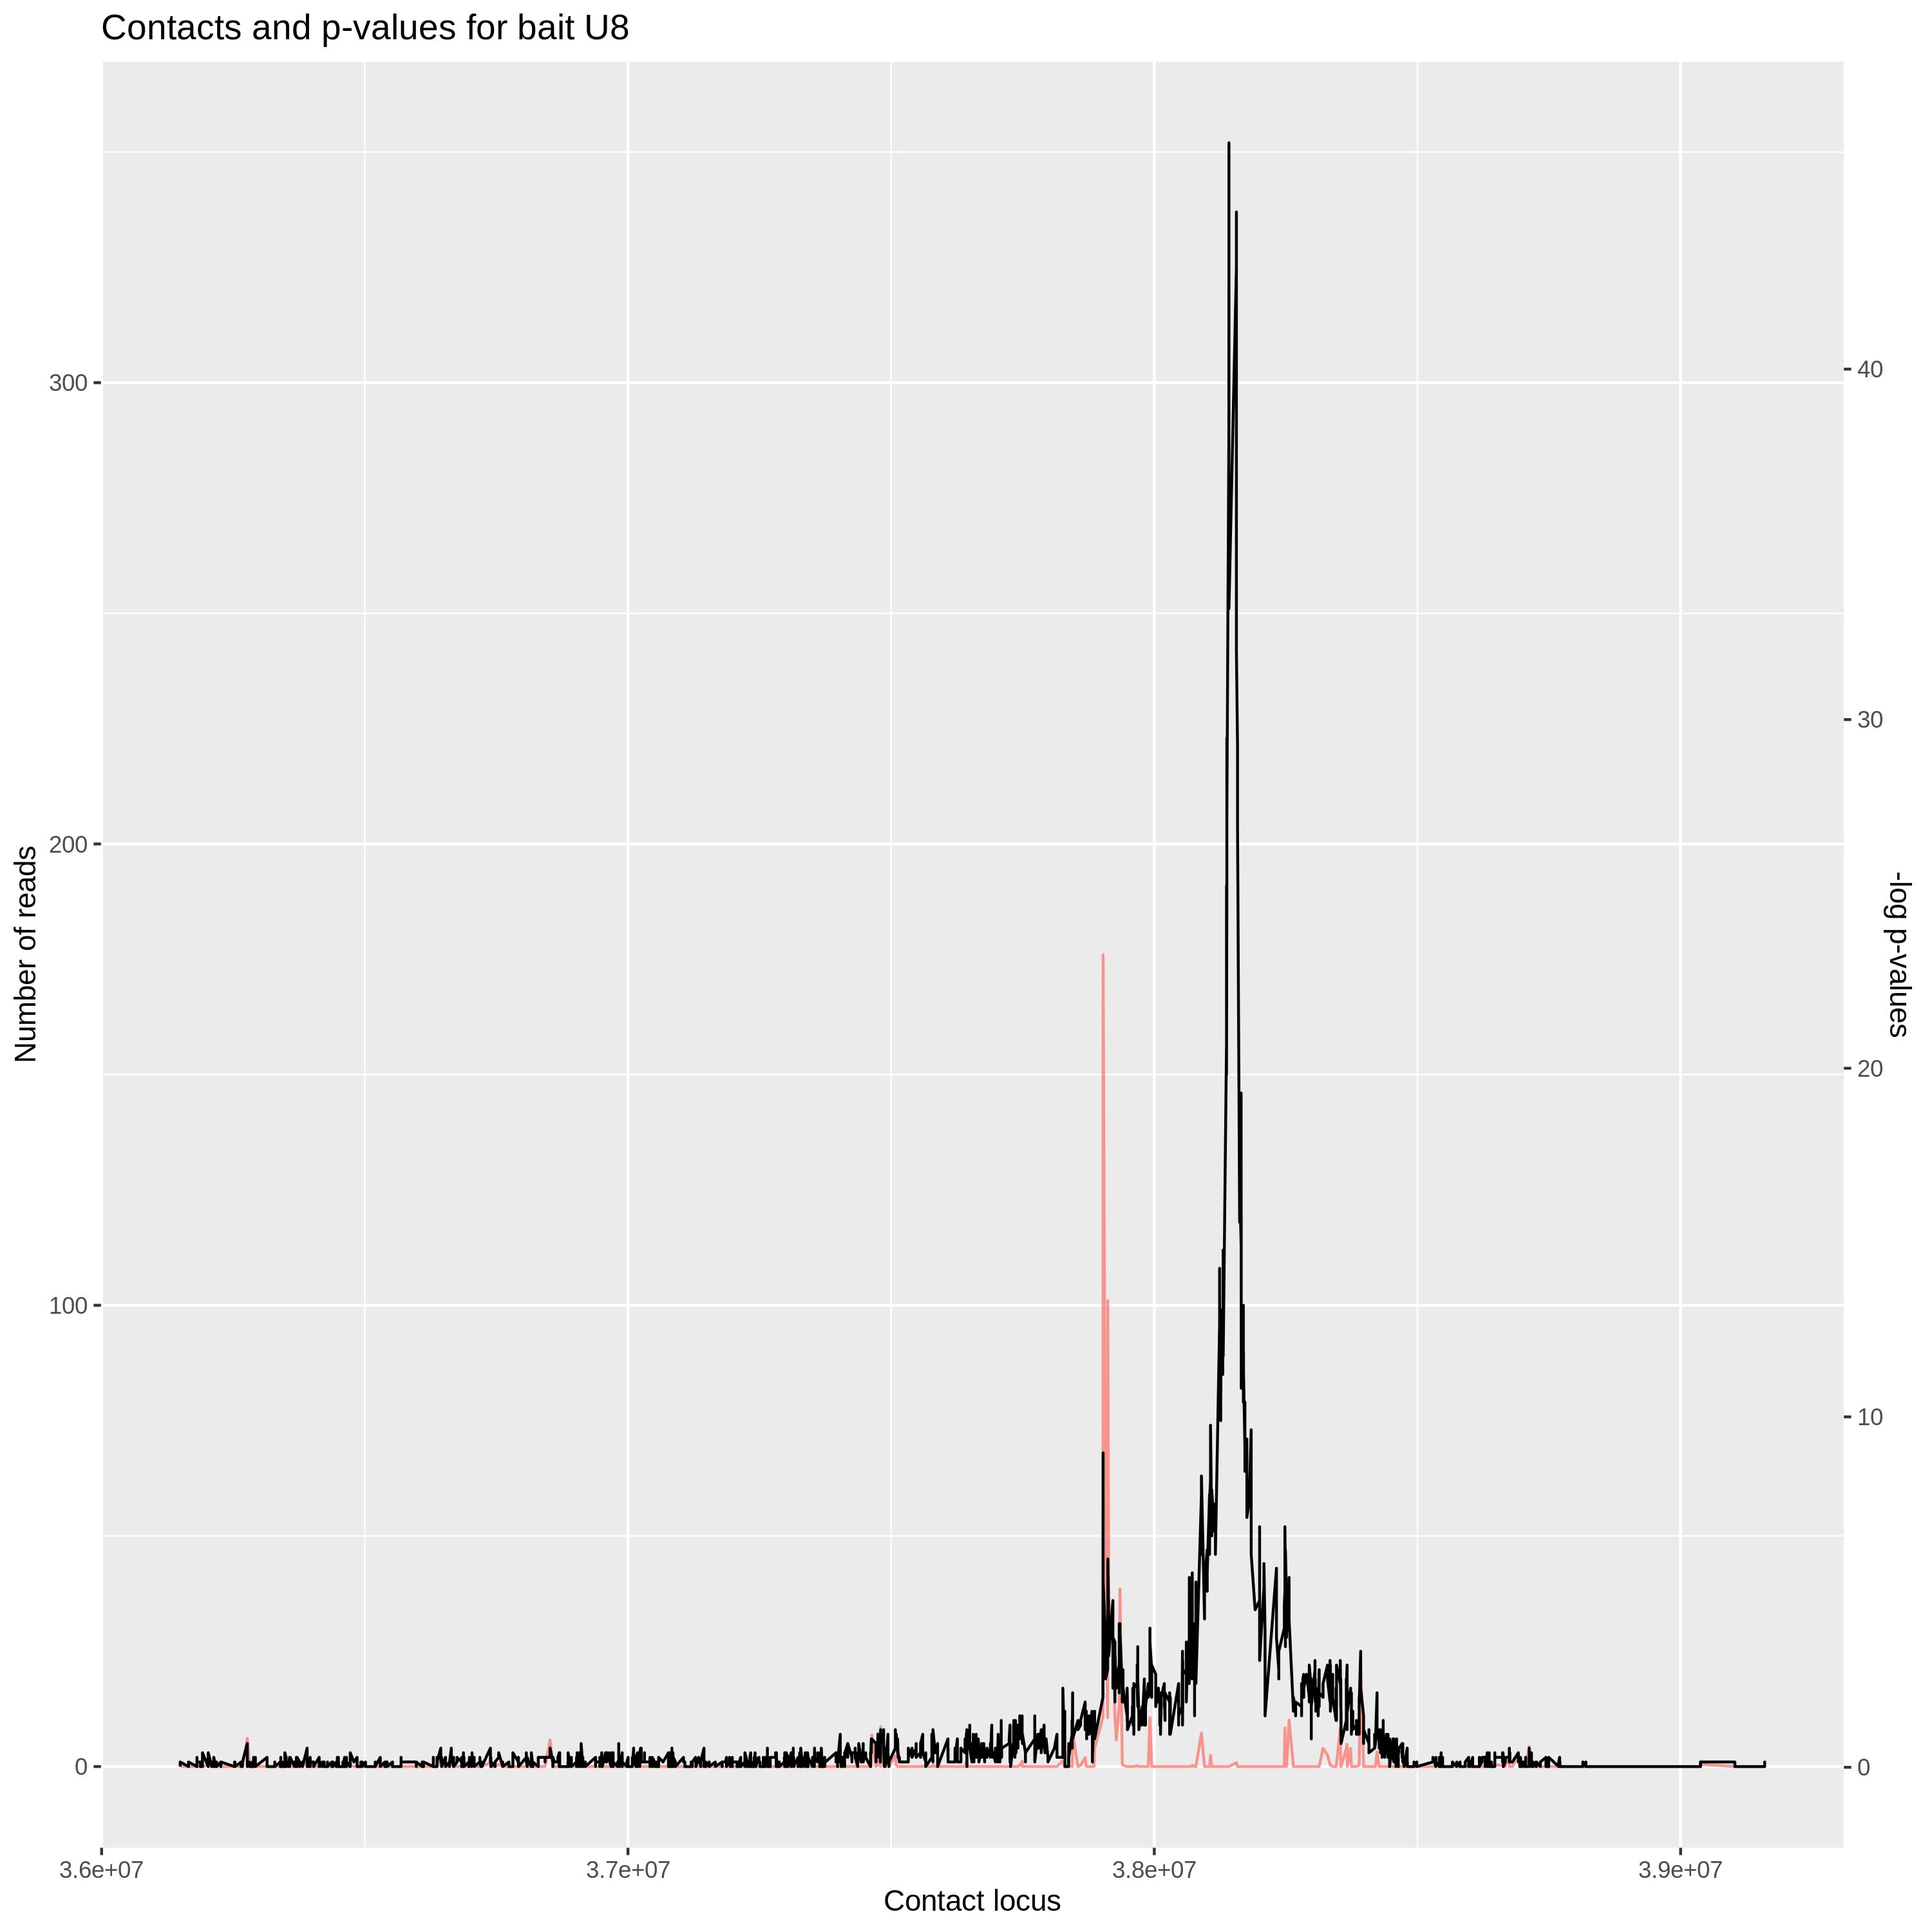 Contacts and p-values for bait U8
Number of reads
300
200
100
0
40
30
20
10
0
-log p-values
3.6e+07
3.7e+07
3.8e+07
3.9e+07
Contact locus